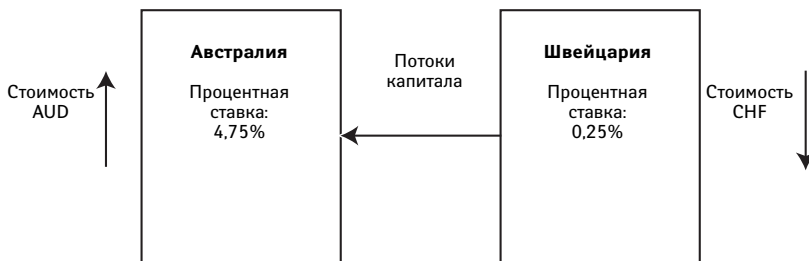 Стоимость
AUD
Австралия
Процентная
ставка:
4,75%
Потоки
капитала
Швейцария
Процентная
ставка:
0,25%
Стоимость
CHF